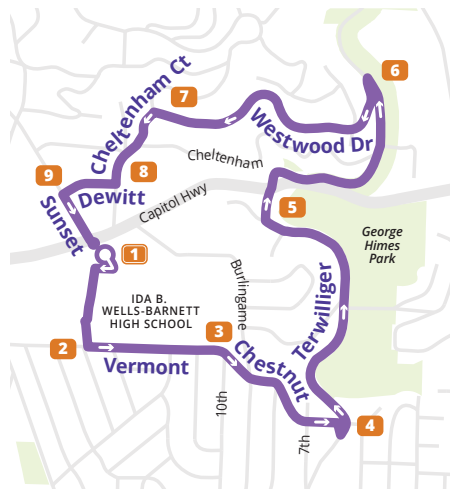 6
7
Cheltenham Ct
Westwood Dr
Cheltenham
8
9
Dewitt
Capitol Hwy
Sunset
5
George
Himes
Park
1
Burlingame
IDA B.
WELLS-BARNETT
HIGH SCHOOL
Terwilliger
3
2
Vermont
Chestnut
10th
4
7th